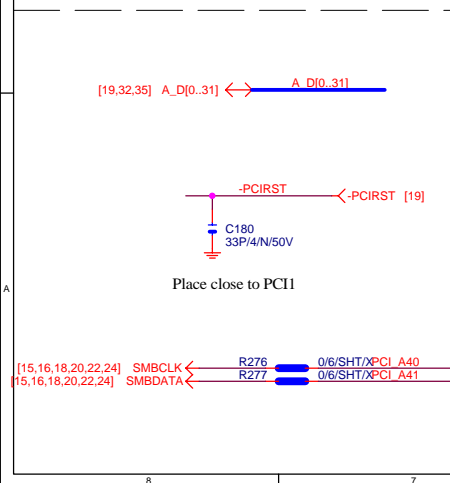 A_D[0..31]
[19,32,35] A_D[0..31]
-PCIRST
-PCIRST [19]
C180
33P/4/N/50V
Place close to PCI1
A
[15,16,18,20,22,24] SMBCLK R276 0/6/SHT/X PCI_A40
[15,16,18,20,22,24] SMBDATA R277 0/6/SHT/X PCI_A41
8 7